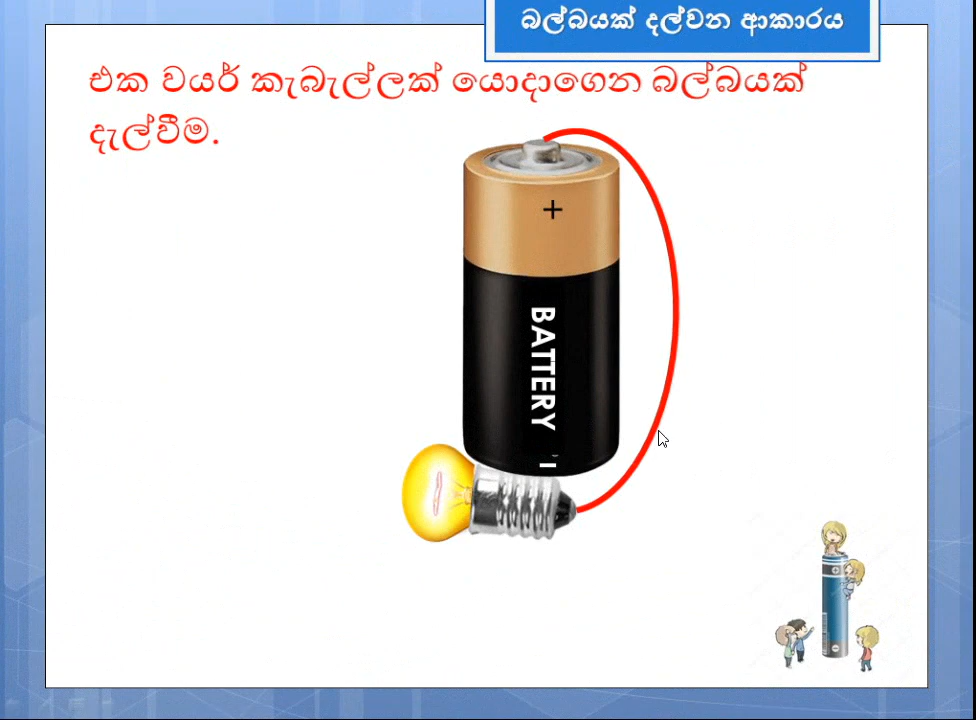 බල්බයක් දල්වන ආකාරය
එක වයර් කැබැල්ලක් යොදාගෙන බල්බයක්
දැල්වීම.
+
BATTERY